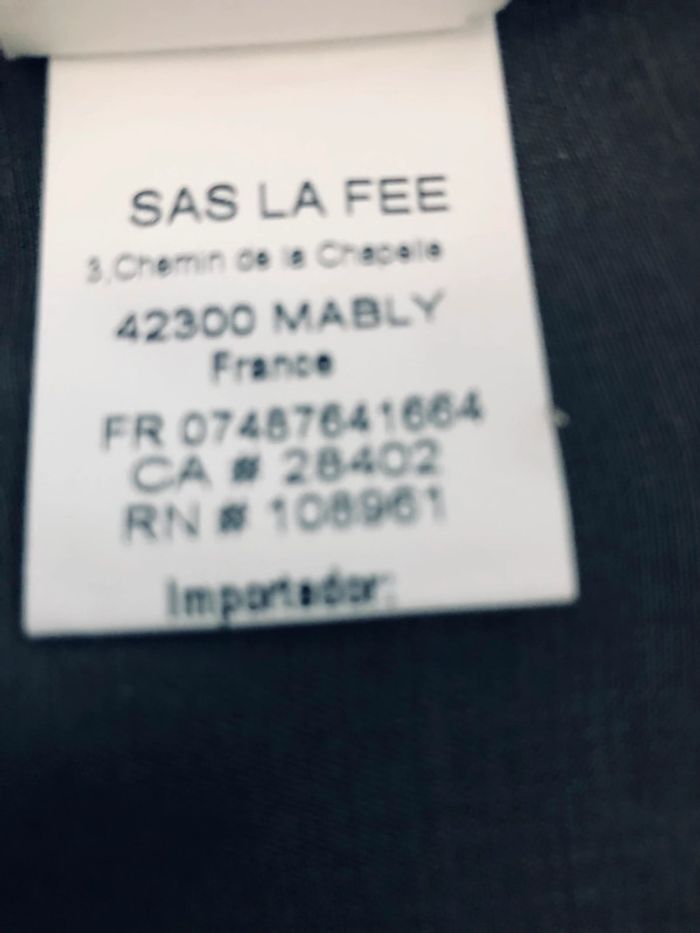 SAS LA FEE
3,Chemin de la Chapelle
42300 MABLY
France
FR 07487641664
CA # 28402
RN # 108961
Importador: